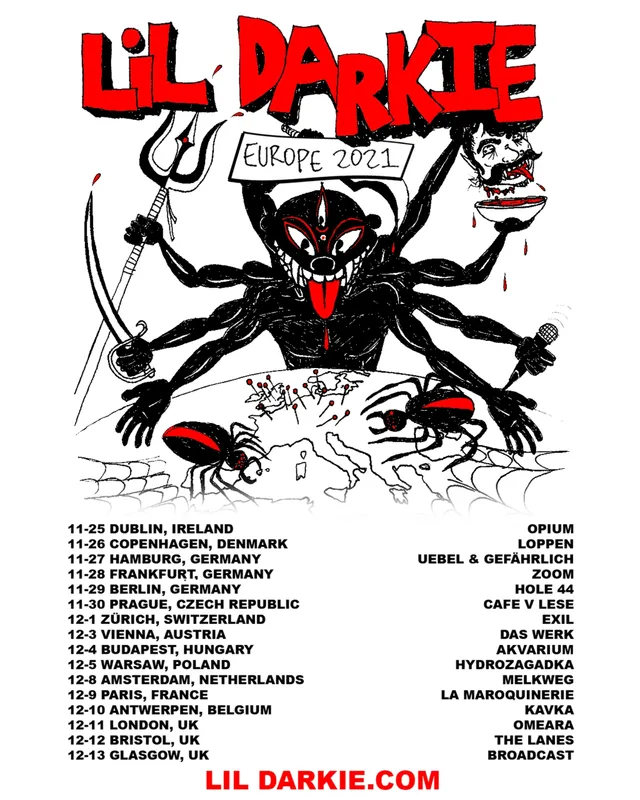 LiL DARKIE
EUROPE 2021
11-25 DUBLIN, IRELAND OPIUM
11-26 COPENHAGEN, DENMARK LOPPEN
11-27 HAMBURG, GERMANY UEBEL & GEFÄHRLICH
11-28 FRANKFURT, GERMANY ZOOM
11-29 BERLIN, GERMANY HOLE 44
11-30 PRAGUE, CZECH REPUBLIC CAFE V LESE
12-1 ZÜRICH, SWITZERLAND EXIL
12-3 VIENNA, AUSTRIA DAS WERK
12-4 BUDAPEST, HUNGARY AKVARIUM
12-5 WARSAW, POLAND HYDROZAGADKA
12-8 AMSTERDAM, NETHERLANDS MELKWEG
12-9 PARIS, FRANCE LA MAROQUINERIE
12-10 ANTWERPEN, BELGIUM KAVKA
12-11 LONDON, UK OMEARA
12-12 BRISTOL, UK THE LANES
12-13 GLASGOW, UK BROADCAST
LIL DARKIE.COM